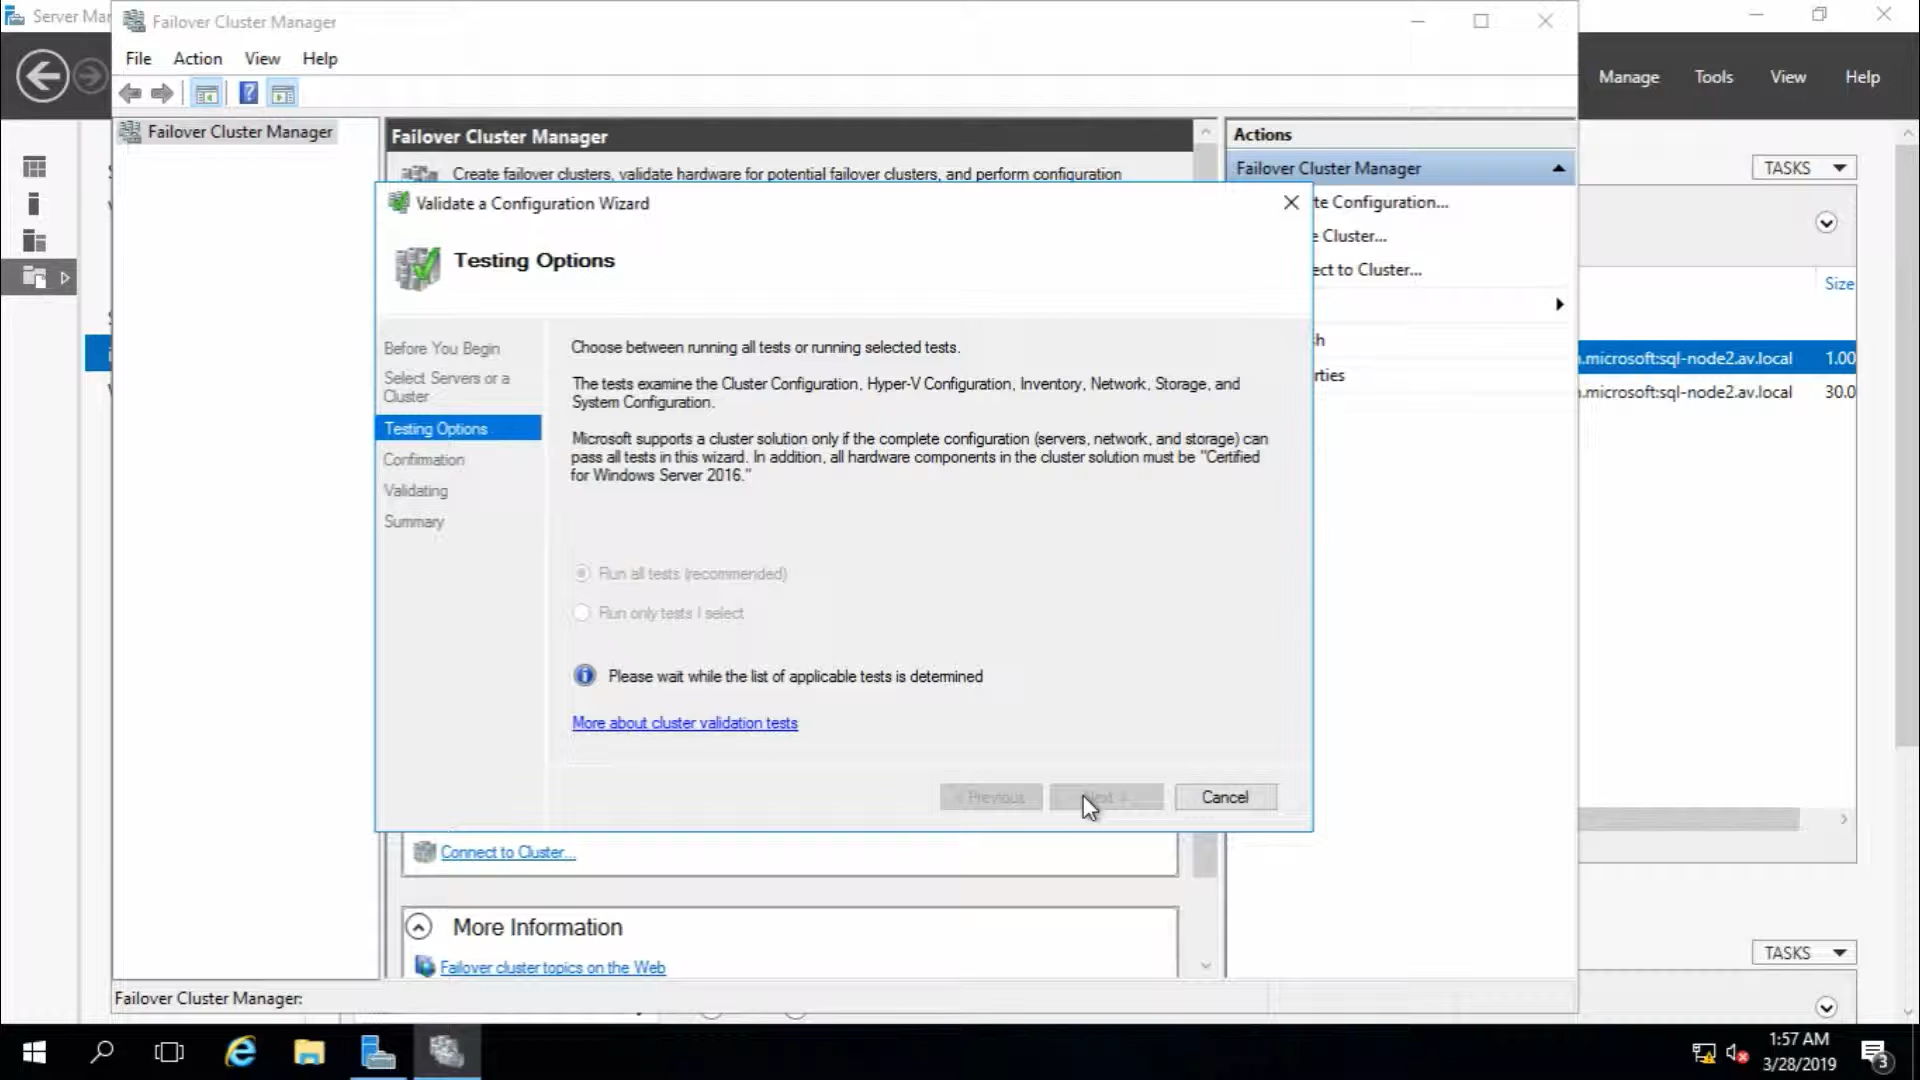 Server Mar
Failover Cluster Manager
File Action View Help
Manage Tools View Help
Failover Cluster Manager
Failover Cluster Manager
Create failover clusters, validate hardware for potential failover clusters, and perform configuration
Actions
Failover Cluster Manager
te Configuration...
e Cluster...
ect to Cluster...
h
rties
TASKS
Size
.microsoft:sql-node2.av.local 1.00
.microsoft:sql-node2.av.local 30.0
Validate a Configuration Wizard
Testing Options
Before You Begin
Select Servers or a
Cluster
Testing Options
Confirmation
Validating
Summary
Choose between running all tests or running selected tests.
The tests examine the Cluster Configuration, Hyper-V Configuration, Inventory, Network, Storage, and
System Configuration.
Microsoft supports a cluster solution only if the complete configuration (servers, network, and storage) can
pass all tests in this wizard. In addition, all hardware components in the cluster solution must be "Certified
for Windows Server 2016."
Run all tests (recommended)
Run only tests I select
Please wait while the list of applicable tests is determined
More about cluster validation tests
< Previous Next > Cancel
Connect to Cluster...
More Information
Failover cluster topics on the Web
TASKS
Failover Cluster Manager:
1:57 AM
3/28/2019
3